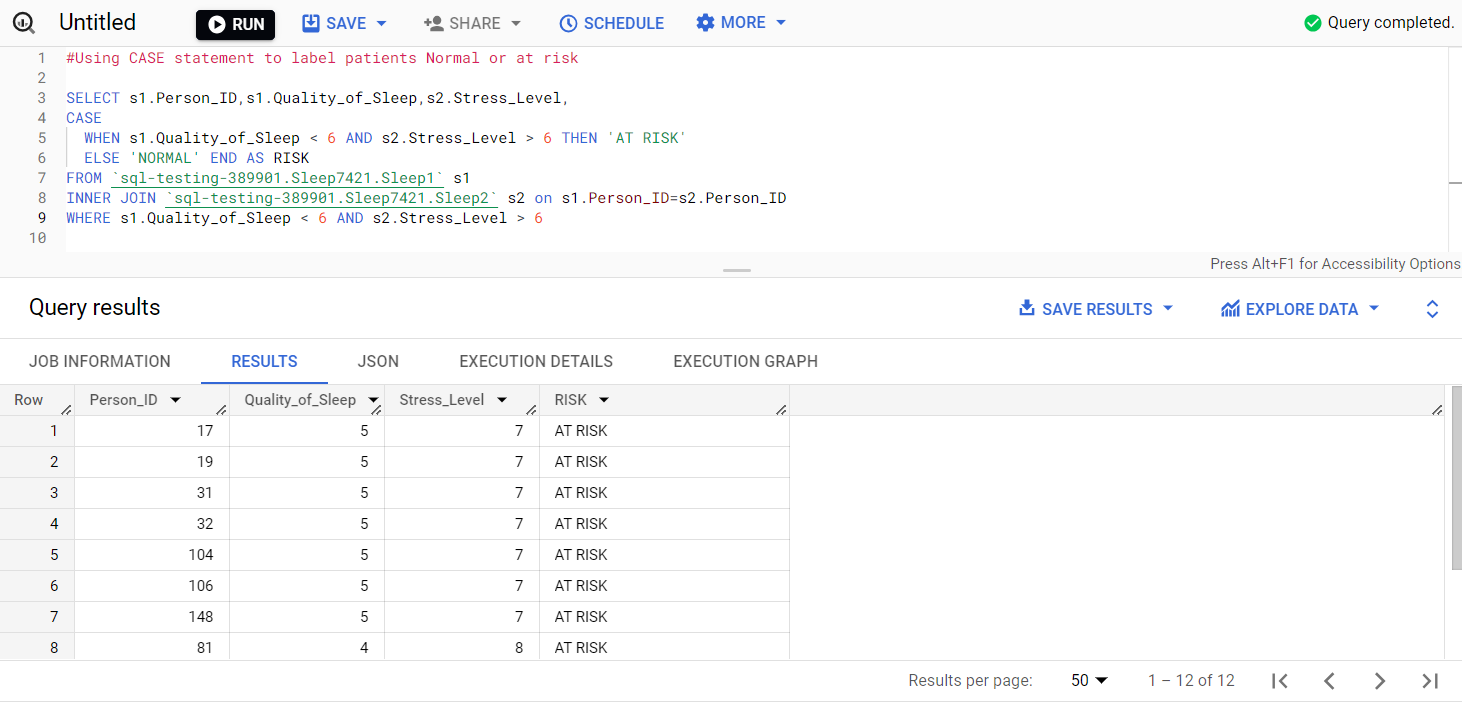 Untitled RUN SAVE SHARE SCHEDULE MORE Query completed.
1 #Using CASE statement to label patients Normal or at risk
2
3 SELECT s1.Person_ID,s1.Quality_of_Sleep,s2.Stress_Level,
4 CASE
5 WHEN s1.Quality_of_Sleep < 6 AND s2.Stress_Level > 6 THEN 'AT RISK'
6 ELSE 'NORMAL' END AS RISK
7 FROM `sql-testing-389901.Sleep7421.Sleep1` s1
8 INNER JOIN `sql-testing-389901.Sleep7421.Sleep2` s2 on s1.Person_ID=s2.Person_ID
9 WHERE s1.Quality_of_Sleep < 6 AND s2.Stress_Level > 6
10
Press Alt+F1 for Accessibility Options
Query results SAVE RESULTS EXPLORE DATA
JOB INFORMATION RESULTS JSON EXECUTION DETAILS EXECUTION GRAPH
Row Person_ID Quality_of_Sleep Stress_Level RISK
1 17 5 7 AT RISK
2 19 5 7 AT RISK
3 31 5 7 AT RISK
4 32 5 7 AT RISK
5 104 5 7 AT RISK
6 106 5 7 AT RISK
7 148 5 7 AT RISK
8 81 4 8 AT RISK
Results per page: 50 1 – 12 of 12